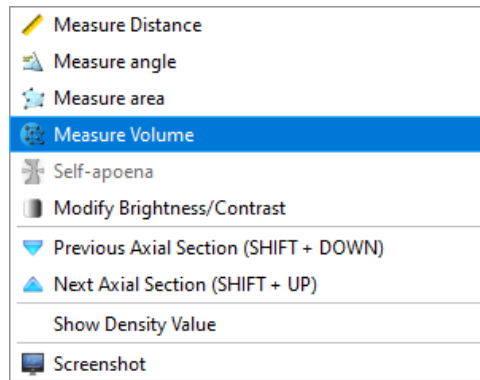 Measure Distance
Measure angle
Measure area
Measure Volume
Self-apoena
Modify Brightness/Contrast
Previous Axial Section (SHIFT + DOWN)
Next Axial Section (SHIFT + UP)
Show Density Value
Screenshot